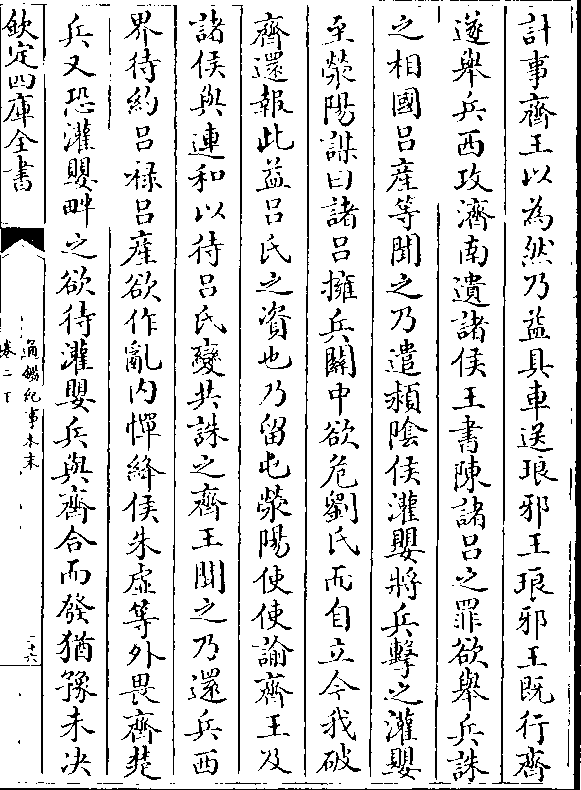 計事齊王以為然乃益具車送琅邪王琅邪王既行齊
遂舉兵西攻濟南遺諸侯王書陳諸呂之罪欲舉兵誅
之相國呂産等聞之乃遣潁隂侯灌嬰將兵擊之灌嬰
至滎陽謀曰諸呂擁兵關中欲危劉氏而自立今我破
齊還報此益呂氏之資也乃留屯滎陽使使諭齊王及
諸侯與連和以待呂氏變共誅之齊王聞之乃還兵西
界待約呂禄呂産欲作亂内憚絳侯朱虛等外畏齊楚
兵又恐灌嬰畔之欲待灌嬰兵與齊合而發猶豫未决
欽定四庫全書
通鑑紀事本末
卷二下
二十六